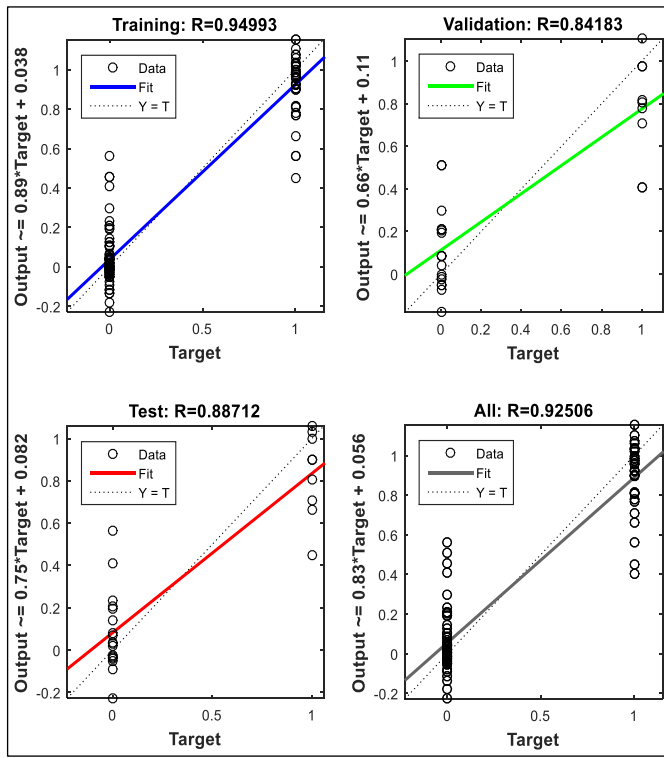 Training: R=0.94993
Output ~= 0.89*Target + 0.038
Data
Fit
Y = T
1
0.8
0.6
0.4
0.2
0
-0.2
0
0.5
1
Target
Validation: R=0.84183
Output ~= 0.66*Target + 0.11
Data
Fit
Y = T
1
0.8
0.6
0.4
0.2
0
0
0.2
0.4
0.6
0.8
1
Target
Test: R=0.88712
Output ~= 0.75*Target + 0.082
Data
Fit
Y = T
1
0.8
0.6
0.4
0.2
0
-0.2
0
0.5
1
Target
All: R=0.92506
Output ~= 0.83*Target + 0.056
Data
Fit
Y = T
1
0.8
0.6
0.4
0.2
0
-0.2
0
0.5
1
Target